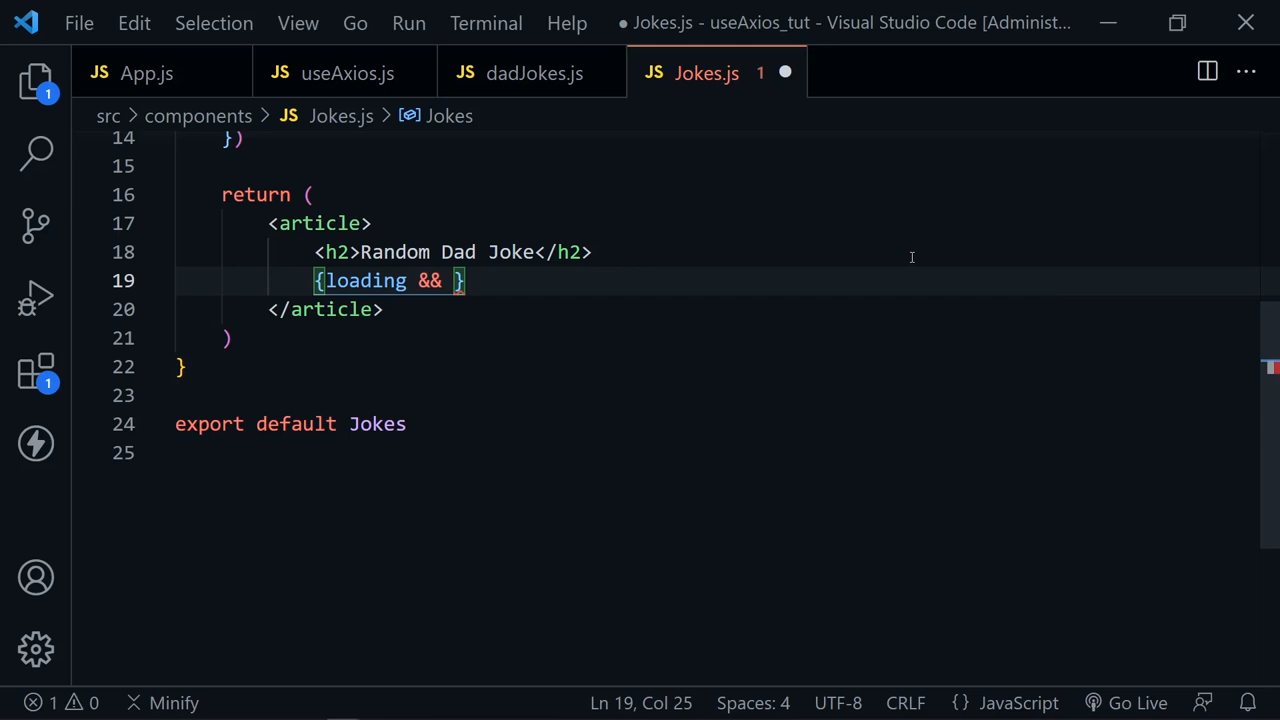 File Edit Selection View Go Run Terminal Help ● Jokes.js - useAxios_tut - Visual Studio Code [Administ...
JS App.js JS useAxios.js JS dadJokes.js JS Jokes.js 1
src > components > JS Jokes.js > Jokes
14 })
15
16 return (
17 <article>
18 <h2>Random Dad Joke</h2>
19 {loading && }
20 </article>
21 )
22 }
23
24 export default Jokes
25
1
1
1 0 Minify Ln 19, Col 25 Spaces: 4 UTF-8 CRLF {} JavaScript Go Live